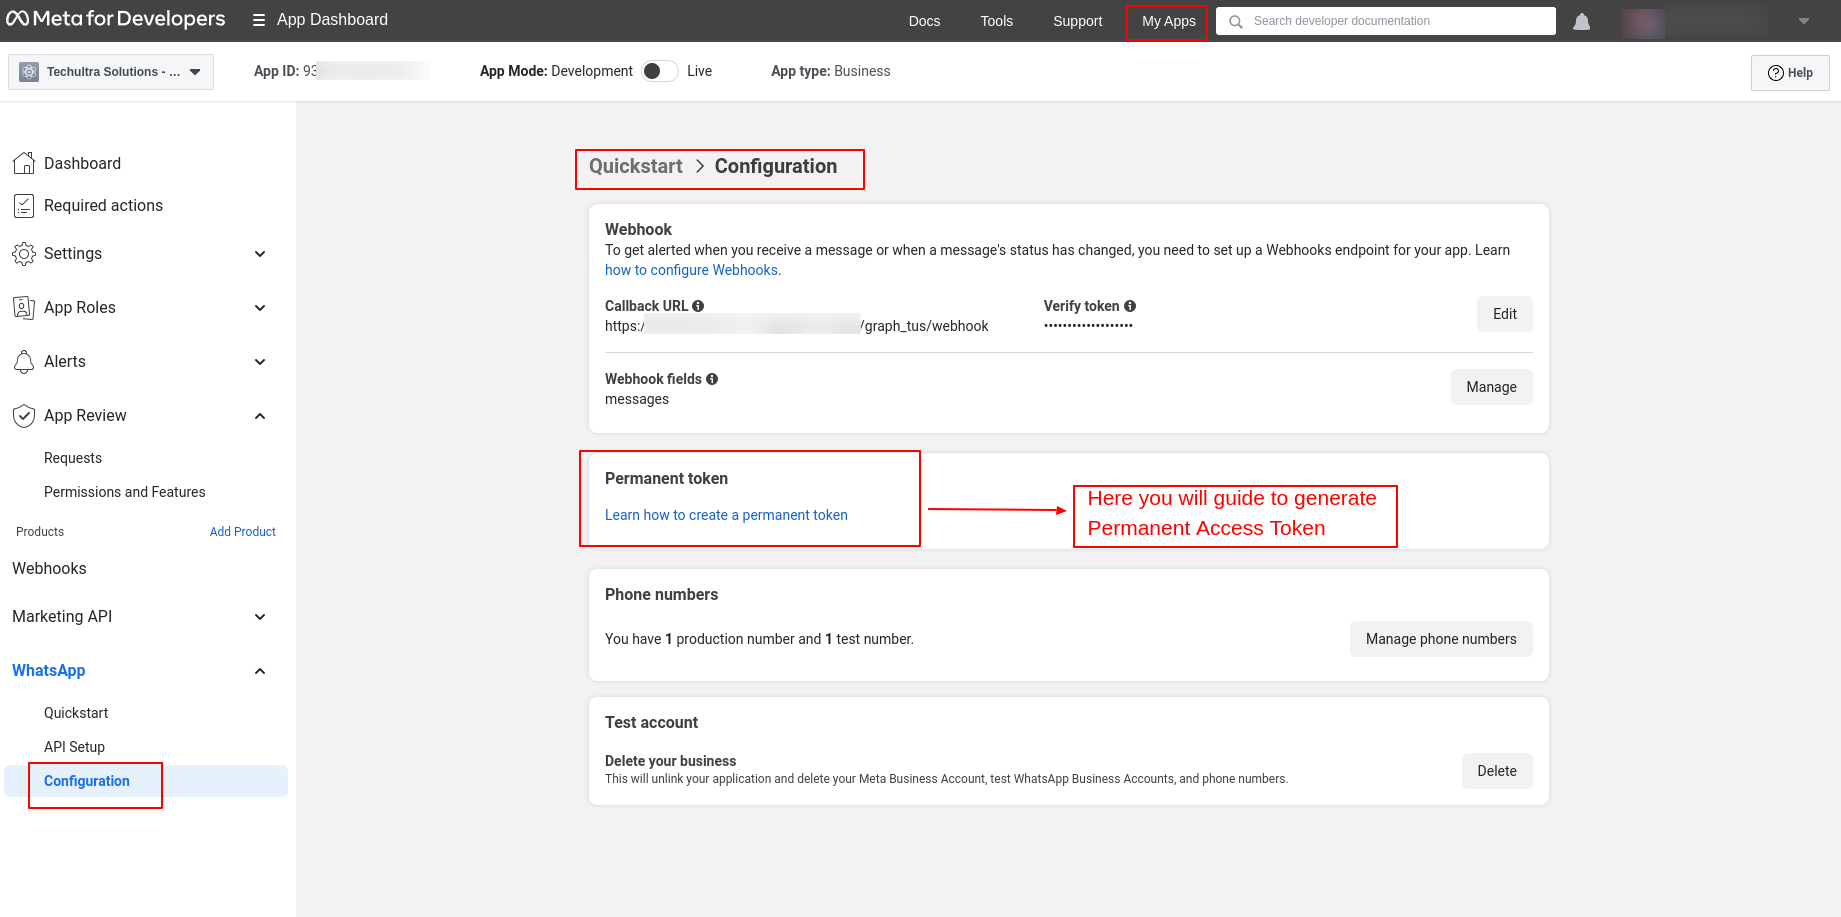 Meta for Developers
App Dashboard
Docs
Tools
Support
My Apps
Search developer documentation
Techultra Solutions - ...
App ID: 93
App Mode: Development
Live
App type: Business
Help
Dashboard
Required actions
Settings
App Roles
Alerts
App Review
Requests
Permissions and Features
Products
Add Product
Webhooks
Marketing API
WhatsApp
Quickstart
API Setup
Configuration
Quickstart > Configuration
Webhook
To get alerted when you receive a message or when a message's status has changed, you need to set up a Webhooks endpoint for your app. Learn
how to configure Webhooks.
Callback URL
https:/ /graph_tus/webhook
Verify token
••••••••••••••••••
Edit
Webhook fields
messages
Manage
Permanent token
Learn how to create a permanent token
Here you will guide to generate
Permanent Access Token
Phone numbers
You have 1 production number and 1 test number.
Manage phone numbers
Test account
Delete your business
This will unlink your application and delete your Meta Business Account, test WhatsApp Business Accounts, and phone numbers.
Delete